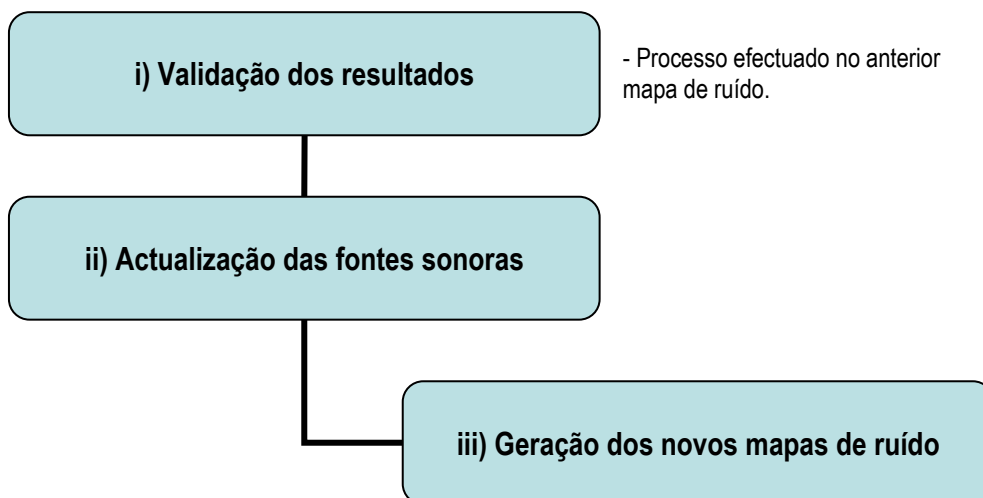 i) Validação dos resultados
- Processo efectuado no anterior
mapa de ruído.
ii) Actualização das fontes sonoras
iii) Geração dos novos mapas de ruído